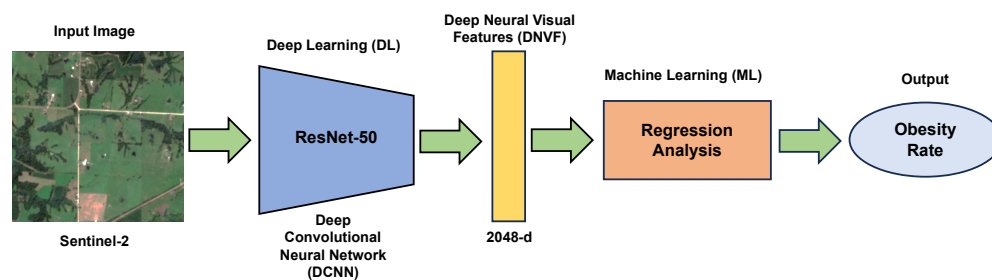 Input Image
Sentinel-2
Deep Learning (DL)
ResNet-50
Deep
Convolutional
Neural Network
(DCNN)
Deep Neural Visual
Features (DNVF)
2048-d
Machine Learning (ML)
Regression
Analysis
Output
Obesity
Rate